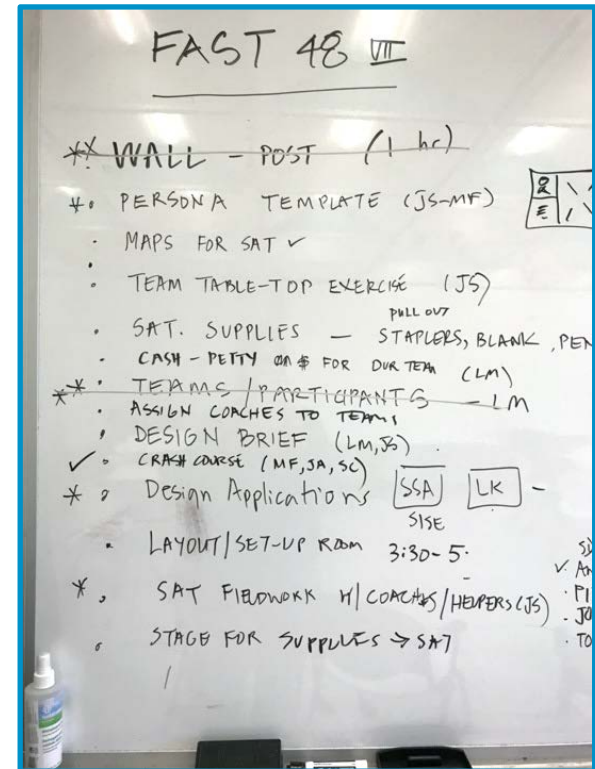 FAST 48 VII
** WALL - POST (1 hr)
*• PERSONA TEMPLATE (JS-MF)
• MAPS FOR SAT ✓
•
• TEAM TABLE-TOP EXERCISE (JS)
PULL OUT
• SAT. SUPPLIES — STAPLERS, BLANK, PEN
• CASH - PETTY $ FOR OUR TEAM (LM)
** • TEAMS / PARTICIPANTS - LM
• ASSIGN COACHES TO TEAMS
• DESIGN BRIEF (LM, JS)
✓ • CRASH COURSE (MF, JA, SC)
* • Design Applications SSA LK -
SISE
• LAYOUT/SET-UP ROOM 3:30-5.
* • SAT FIELDWORK W/COACHES/HELPERS (JS)
• STAGE FOR SUPPLIES → SAT